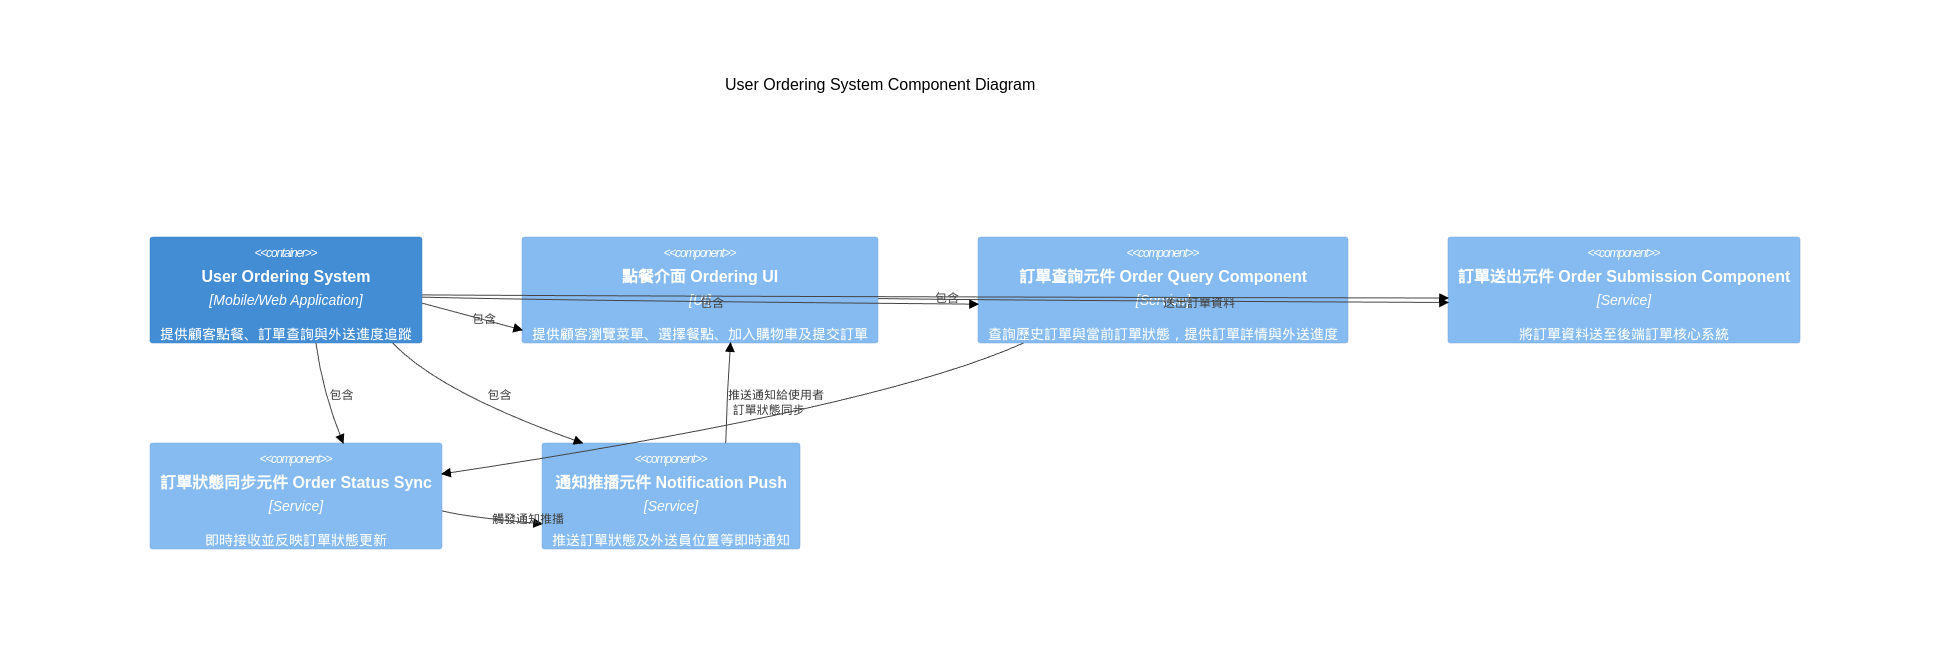 User Ordering System Component Diagram
<<container>>
User Ordering System
[Mobile/Web Application]
提供顧客點餐、訂單查詢與外送進度追蹤
<<component>>
點餐介面 Ordering UI
[UI]
提供顧客瀏覽菜單、選擇餐點、加入購物車及提交訂單
<<component>>
訂單查詢元件 Order Query Component
[Service]
查詢歷史訂單與當前訂單狀態，提供訂單詳情與外送進度
<<component>>
訂單送出元件 Order Submission Component
[Service]
將訂單資料送至後端訂單核心系統
包含
包含
包含
送出訂單資料
包含
包含
推送通知給使用者
訂單狀態同步
<<component>>
訂單狀態同步元件 Order Status Sync
[Service]
即時接收並反映訂單狀態更新
觸發通知推播
<<component>>
通知推播元件 Notification Push
[Service]
推送訂單狀態及外送員位置等即時通知